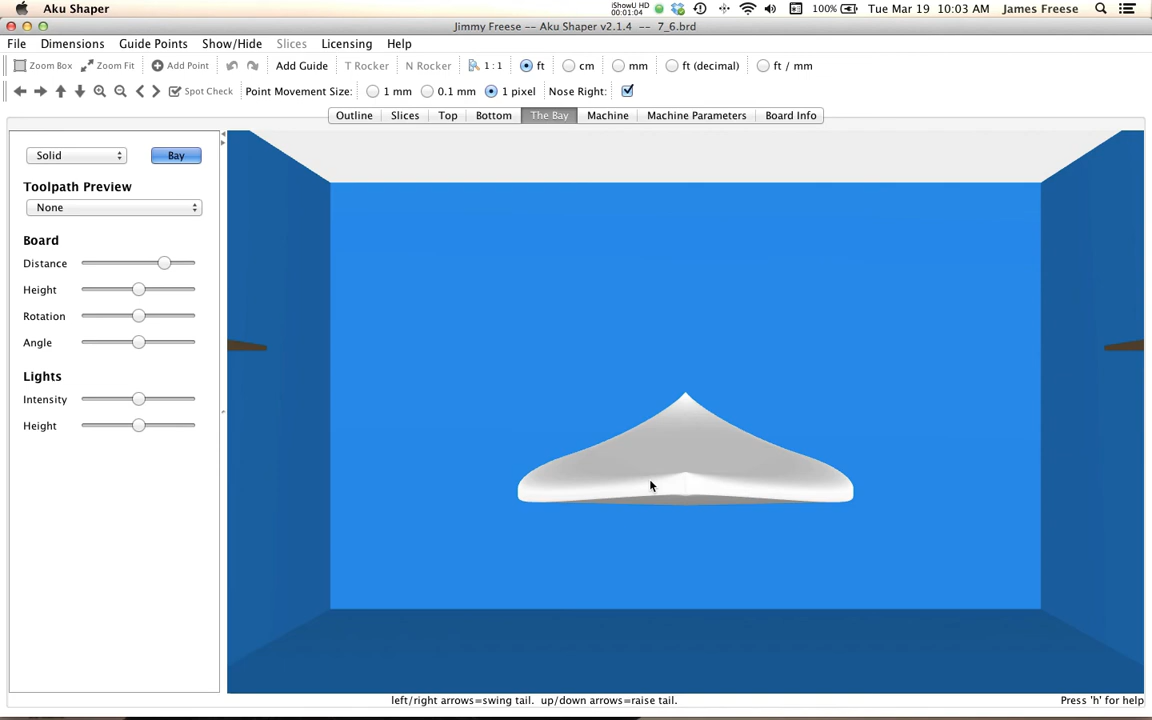 Aku Shaper
iShowU HD
00:01:04
100%
Tue Mar 19 10:03 AM James Freese
Jimmy Freese -- Aku Shaper v2.1.4 -- 7_6.brd
File Dimensions Guide Points Show/Hide Slices Licensing Help
Zoom Box Zoom Fit Add Point Add Guide T Rocker N Rocker 1 : 1 ft cm mm ft (decimal) ft / mm
Spot Check Point Movement Size: 1 mm 0.1 mm 1 pixel Nose Right:
Outline Slices Top Bottom The Bay Machine Machine Parameters Board Info
Solid Bay
Toolpath Preview
None
Board
Distance
Height
Rotation
Angle
Lights
Intensity
Height
left/right arrows=swing tail. up/down arrows=raise tail. Press 'h' for help